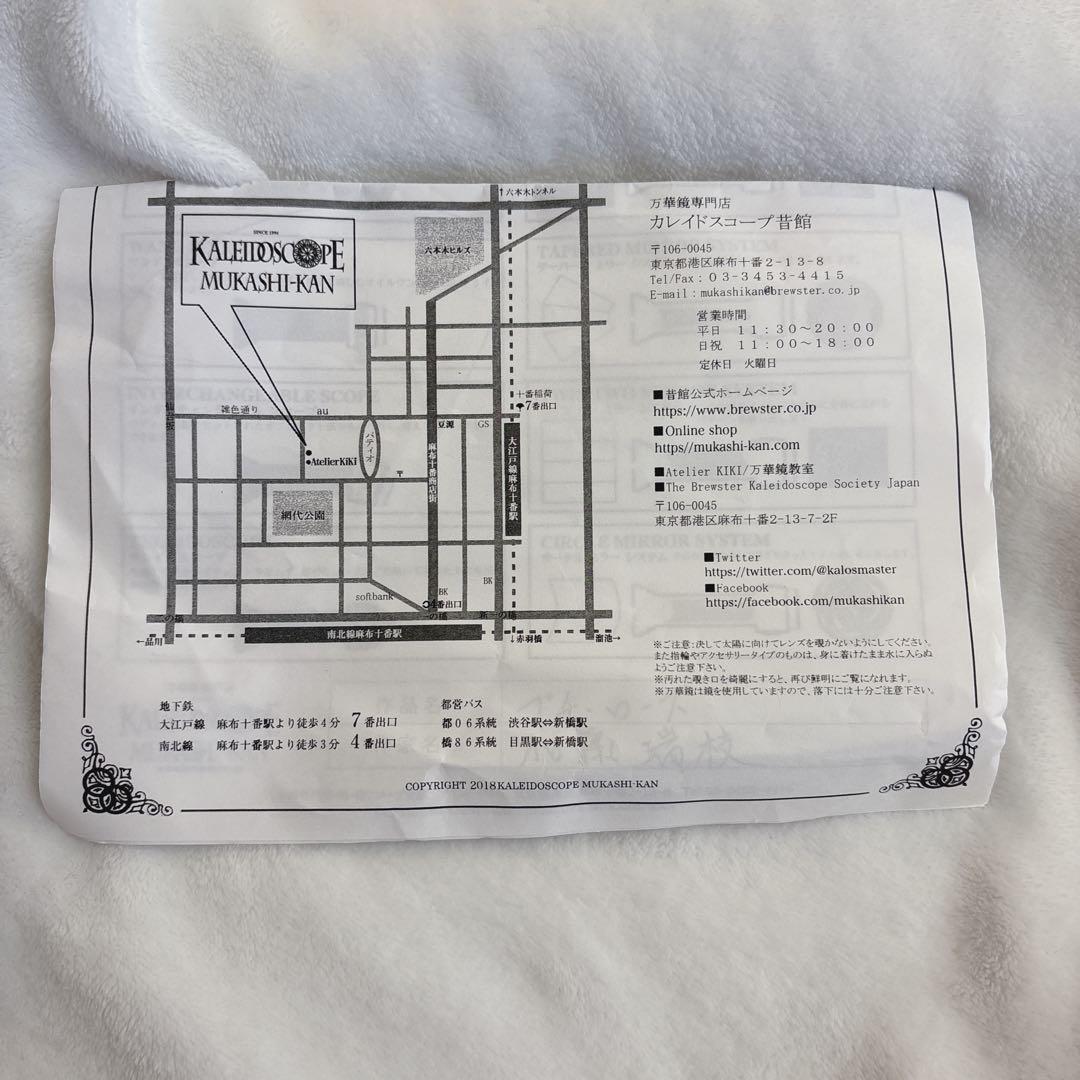 SINCE 1994
KALEIDOSCOPE
MUKASHI-KAN
↑六本木トンネル
六本木ヒルズ
雑色通り
au
十番稲荷
7番出口
豆源
GS
パティオ
AtelierKiKi
〒
麻布十番商店街
大江戸線麻布十番駅
網代公園
softbank
BK
BK
4番出口
二の橋
一の橋
新一の橋
←品川
南北線麻布十番駅
↓赤羽橋
溜池→
地下鉄
大江戸線 麻布十番駅より徒歩4分 7番出口
南北線 麻布十番駅より徒歩3分 4番出口
都営バス
都06系統 渋谷駅⇔新橋駅
橋86系統 目黒駅⇔新橋駅
万華鏡専門店
カレイドスコープ昔館
〒106-0045
東京都港区麻布十番2-13-8
Tel/Fax:03-3453-4415
E-mail:mukashikan@brewster.co.jp
営業時間
平日 11:30～20:00
日祝 11:00～18:00
定休日 火曜日
■昔館公式ホームページ
https://www.brewster.co.jp
■Online shop
https//mukashi-kan.com
■Atelier KIKI/万華鏡教室
■The Brewster Kaleidoscope Society Japan
〒106-0045
東京都港区麻布十番2-13-7-2F
■Twitter
https://twitter.com/@kalosmaster
■Facebook
https://facebook.com/mukashikan
※ご注意:決して太陽に向けてレンズを覗かないようにしてください。
また指輪やアクセサリータイプのものは、身に着けたまま水に入らぬ
ようご注意下さい。
※汚れた覗き口を綺麗にすると、再び鮮明にご覧になれます。
※万華鏡は鏡を使用していますので、落下には十分ご注意下さい。
COPYRIGHT 2018 KALEIDOSCOPE MUKASHI-KAN